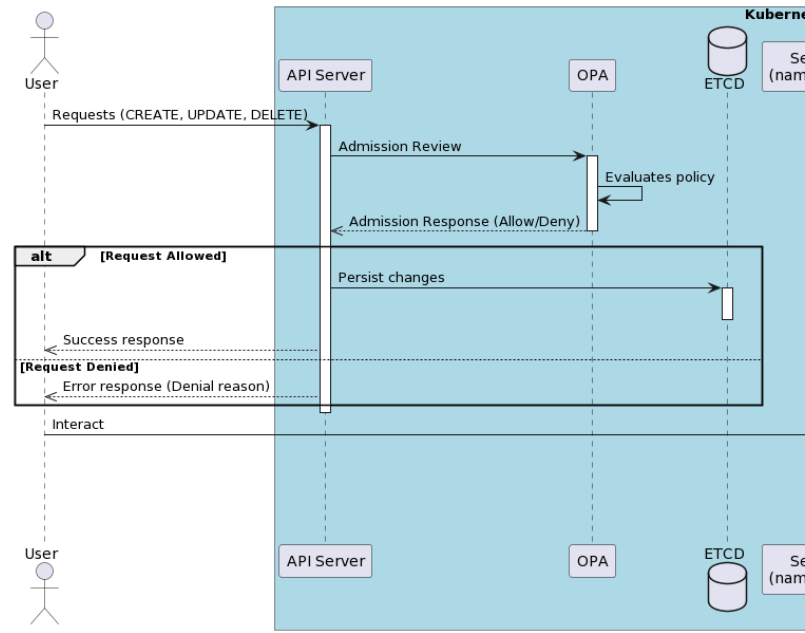 Kuberne
User
API Server
OPA
ETCD
Se
(nam
Requests (CREATE, UPDATE, DELETE)
Admission Review
Evaluates policy
Admission Response (Allow/Deny)
alt [Request Allowed]
Persist changes
Success response
[Request Denied]
Error response (Denial reason)
Interact
User
API Server
OPA
ETCD
Se
(nam